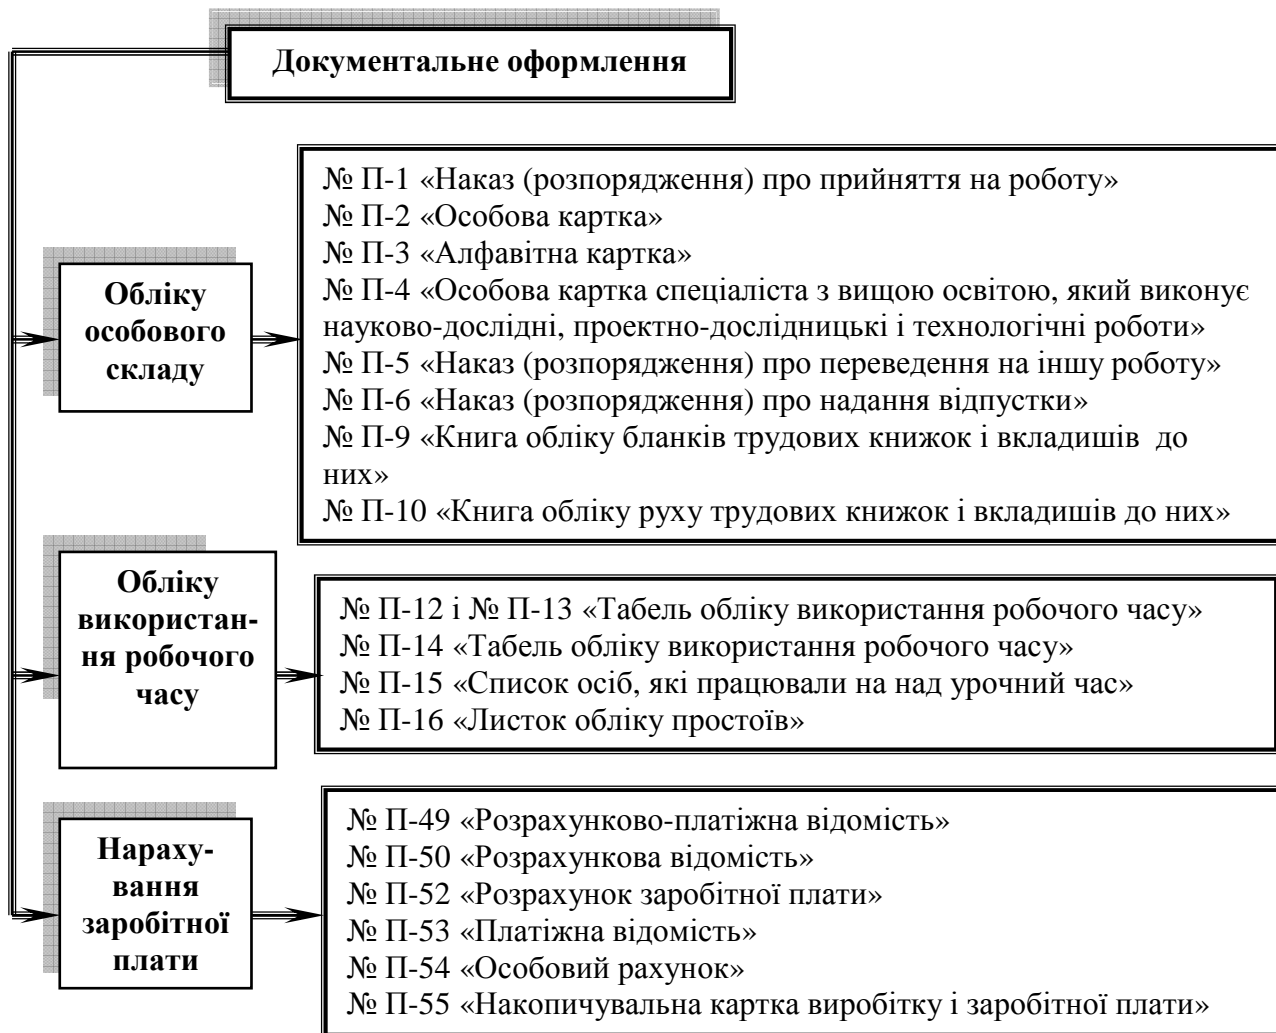 Документальне оформлення
Обліку
особового
складу
№ П-1 «Наказ (розпорядження) про прийняття на роботу»
№ П-2 «Особова картка»
№ П-3 «Алфавітна картка»
№ П-4 «Особова картка спеціаліста з вищою освітою, який виконує
науково-дослідні, проектно-дослідницькі і технологічні роботи»
№ П-5 «Наказ (розпорядження) про переведення на іншу роботу»
№ П-6 «Наказ (розпорядження) про надання відпустки»
№ П-9 «Книга обліку бланків трудових книжок і вкладишів до
них»
№ П-10 «Книга обліку руху трудових книжок і вкладишів до них»
Обліку
використан-
ня робочого
часу
№ П-12 і № П-13 «Табель обліку використання робочого часу»
№ П-14 «Табель обліку використання робочого часу»
№ П-15 «Список осіб, які працювали на над урочний час»
№ П-16 «Листок обліку простоїв»
Нараху-
вання
заробітної
плати
№ П-49 «Розрахунково-платіжна відомість»
№ П-50 «Розрахункова відомість»
№ П-52 «Розрахунок заробітної плати»
№ П-53 «Платіжна відомість»
№ П-54 «Особовий рахунок»
№ П-55 «Накопичувальна картка виробітку і заробітної плати»